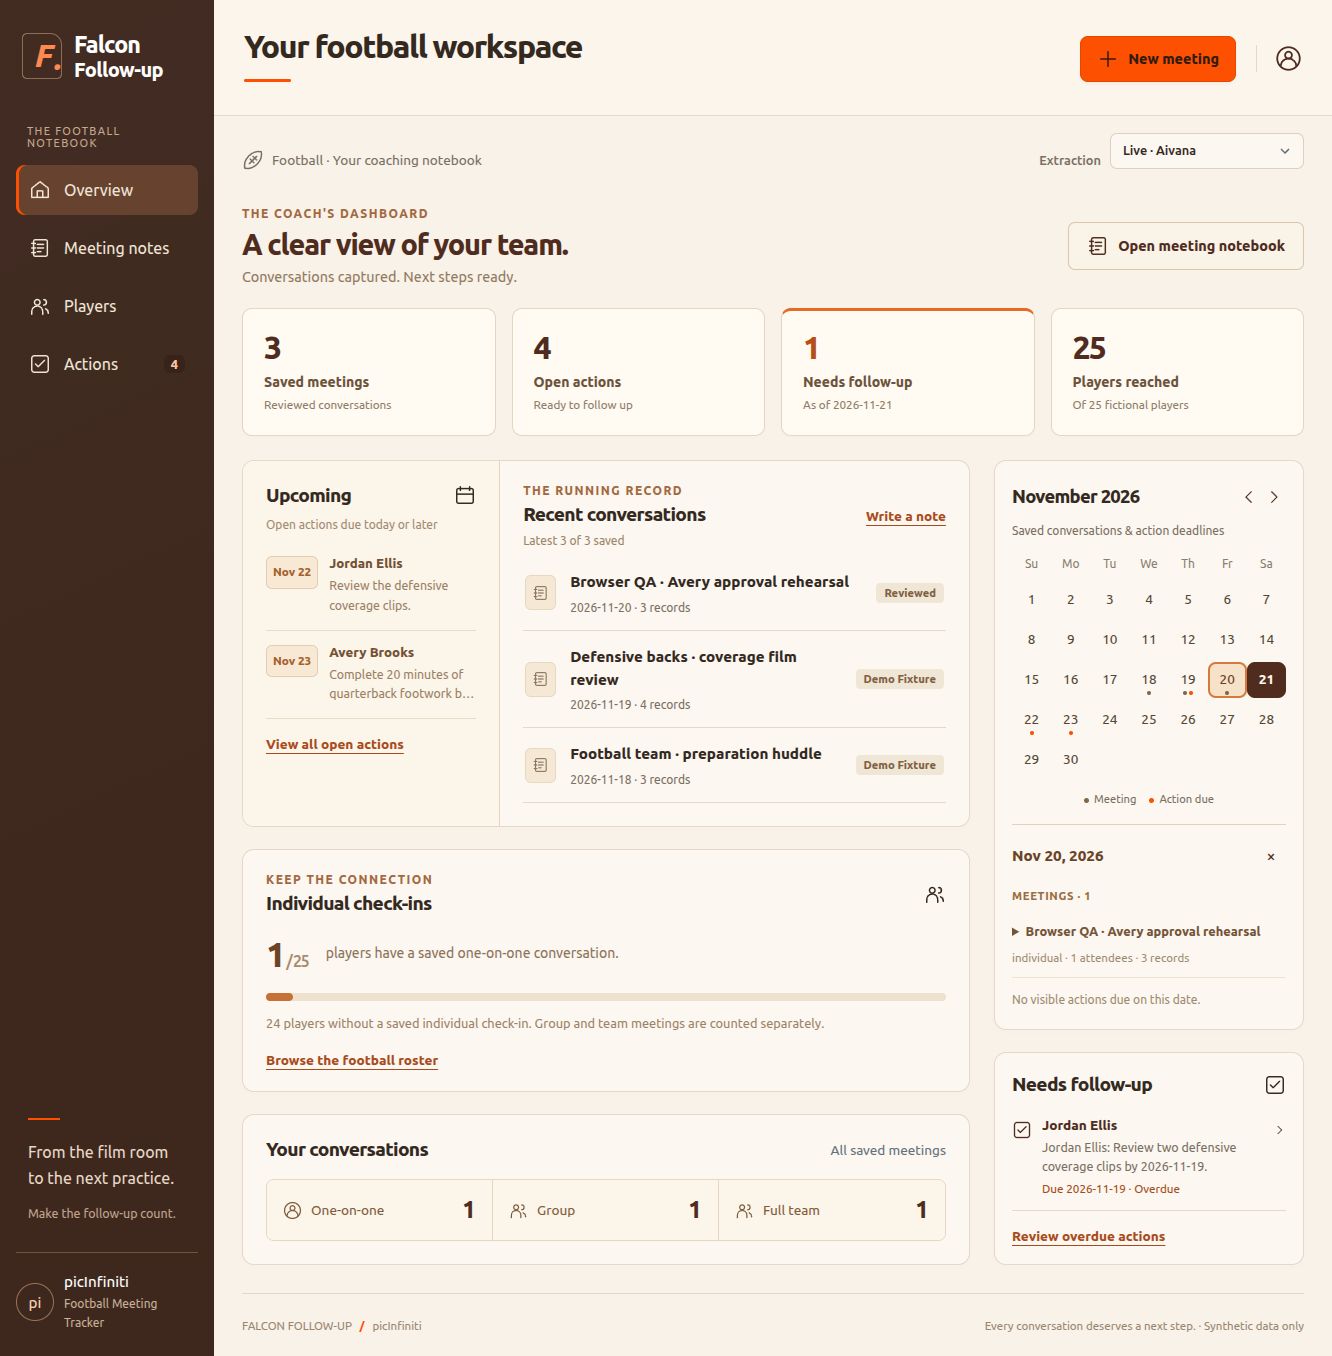 F.
Falcon
Follow-up
THE FOOTBALL
NOTEBOOK
Overview
Meeting notes
Players
Actions 4
From the film room
to the next practice.
Make the follow-up count.
pi
picInfiniti
Football Meeting
Tracker
Your football workspace
New meeting
Football · Your coaching notebook
Extraction
Live · Aivana
THE COACH'S DASHBOARD
A clear view of your team.
Conversations captured. Next steps ready.
Open meeting notebook
3
Saved meetings
Reviewed conversations
4
Open actions
Ready to follow up
1
Needs follow-up
As of 2026-11-21
25
Players reached
Of 25 fictional players
Upcoming
Open actions due today or later
Nov 22
Jordan Ellis
Review the defensive
coverage clips.
Nov 23
Avery Brooks
Complete 20 minutes of
quarterback footwork b...
View all open actions
THE RUNNING RECORD
Recent conversations
Write a note
Latest 3 of 3 saved
Browser QA · Avery approval rehearsal
2026-11-20 · 3 records
Reviewed
Defensive backs · coverage film
review
2026-11-19 · 4 records
Demo Fixture
Football team · preparation huddle
2026-11-18 · 3 records
Demo Fixture
KEEP THE CONNECTION
Individual check-ins
1/25 players have a saved one-on-one conversation.
24 players without a saved individual check-in. Group and team meetings are counted separately.
Browse the football roster
Your conversations
All saved meetings
One-on-one 1
Group 1
Full team 1
November 2026
Saved conversations & action deadlines
Su Mo Tu We Th Fr Sa
1 2 3 4 5 6 7
8 9 10 11 12 13 14
15 16 17 18 19 20 21
22 23 24 25 26 27 28
29 30
Meeting Action due
Nov 20, 2026 ×
MEETINGS · 1
Browser QA · Avery approval rehearsal
individual · 1 attendees · 3 records
No visible actions due on this date.
Needs follow-up
Jordan Ellis
Jordan Ellis: Review two defensive
coverage clips by 2026-11-19.
Due 2026-11-19 · Overdue
Review overdue actions
FALCON FOLLOW-UP / picInfiniti
Every conversation deserves a next step. · Synthetic data only